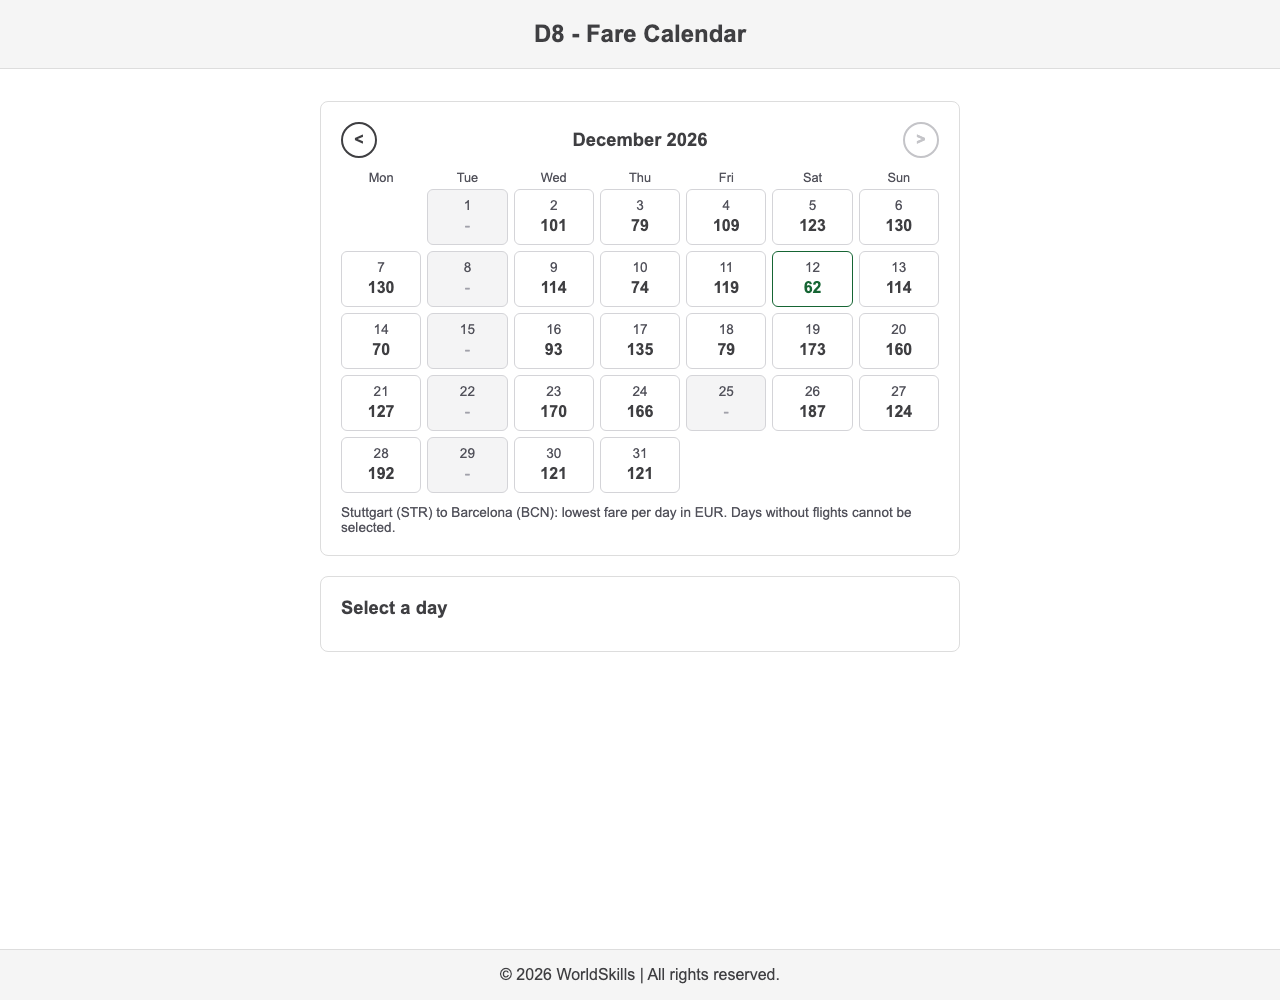 D8 - Fare Calendar
< December 2026 >
Mon Tue Wed Thu Fri Sat Sun
1 2 3 4 5 6
- 101 79 109 123 130
7 8 9 10 11 12 13
130 - 114 74 119 62 114
14 15 16 17 18 19 20
70 - 93 135 79 173 160
21 22 23 24 25 26 27
127 - 170 166 - 187 124
28 29 30 31
192 - 121 121
Stuttgart (STR) to Barcelona (BCN): lowest fare per day in EUR. Days without flights cannot be
selected.
Select a day
© 2026 WorldSkills | All rights reserved.